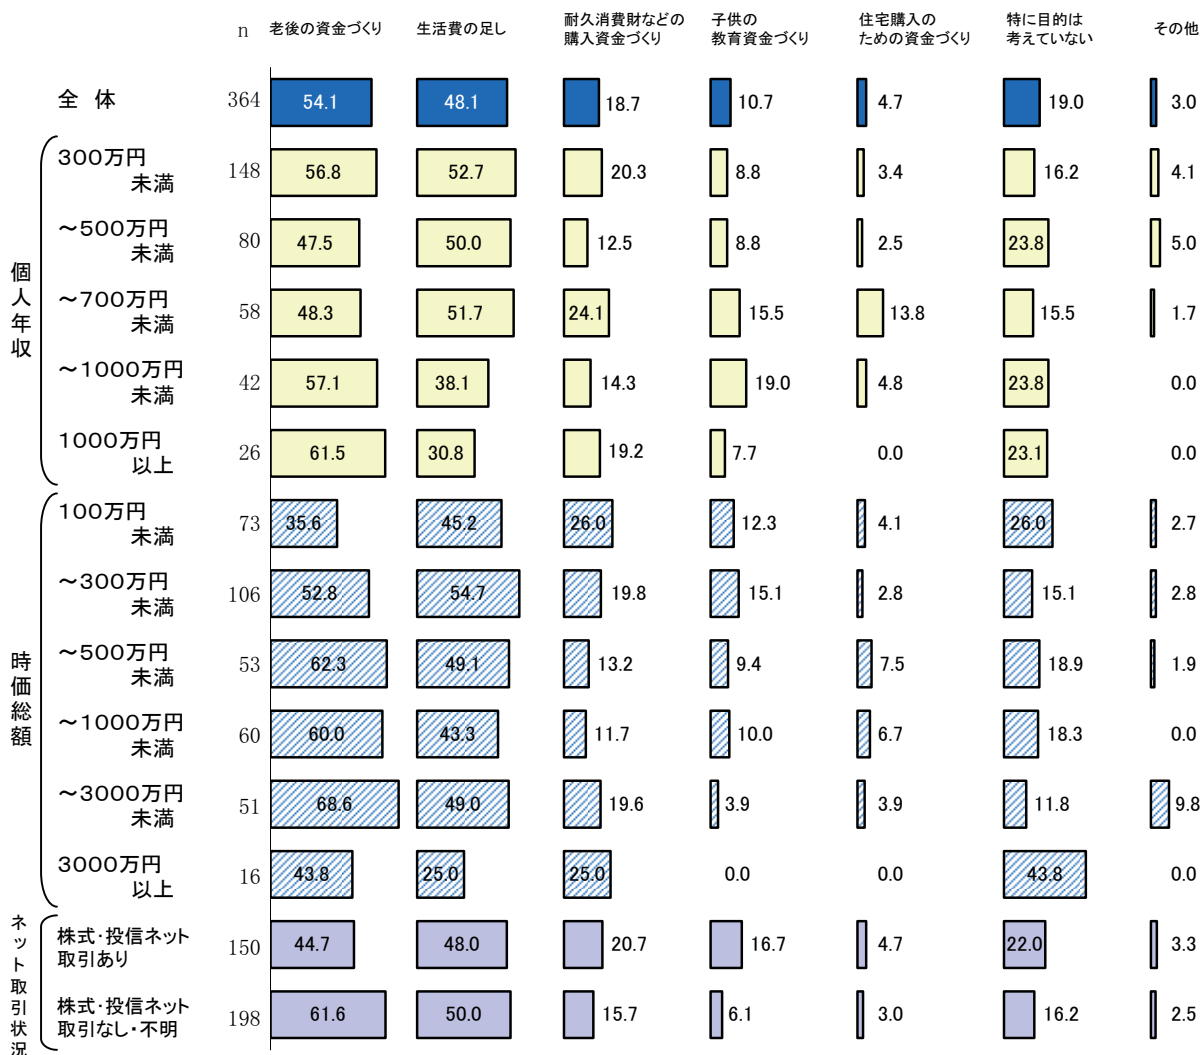 n 老後の資金づくり 生活費の足し 耐久消費財などの購入資金づくり 子供の教育資金づくり 住宅購入のための資金づくり 特に目的は考えていない その他
全 体 364 54.1 48.1 18.7 10.7 4.7 19.0 3.0
個人年収
300万円未満 148 56.8 52.7 20.3 8.8 3.4 16.2 4.1
～500万円未満 80 47.5 50.0 12.5 8.8 2.5 23.8 5.0
～700万円未満 58 48.3 51.7 24.1 15.5 13.8 15.5 1.7
～1000万円未満 42 57.1 38.1 14.3 19.0 4.8 23.8 0.0
1000万円以上 26 61.5 30.8 19.2 7.7 0.0 23.1 0.0
時価総額
100万円未満 73 35.6 45.2 26.0 12.3 4.1 26.0 2.7
～300万円未満 106 52.8 54.7 19.8 15.1 2.8 15.1 2.8
～500万円未満 53 62.3 49.1 13.2 9.4 7.5 18.9 1.9
～1000万円未満 60 60.0 43.3 11.7 10.0 6.7 18.3 0.0
～3000万円未満 51 68.6 49.0 19.6 3.9 3.9 11.8 9.8
3000万円以上 16 43.8 25.0 25.0 0.0 0.0 43.8 0.0
ネット取引状況
株式・投信ネット取引あり 150 44.7 48.0 20.7 16.7 4.7 22.0 3.3
株式・投信ネット取引なし・不明 198 61.6 50.0 15.7 6.1 3.0 16.2 2.5